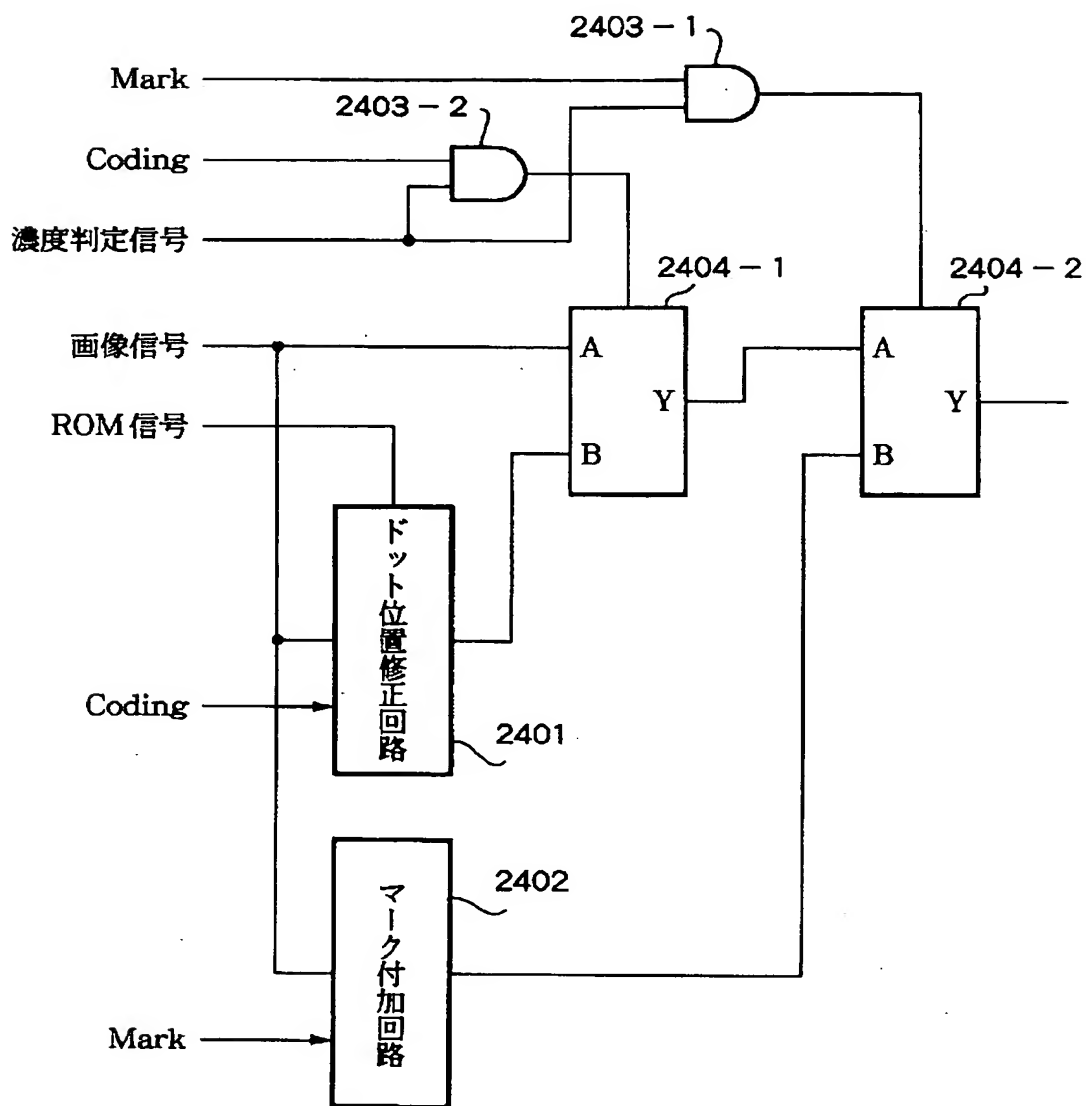 2403-1
Mark
2403-2
Coding
濃度判定信号
2404-1
2404-2
画像信号
A
A
Y
Y
ROM信号
B
B
ドット位置修正回路
Coding
2401
2402
マーク付加回路
Mark